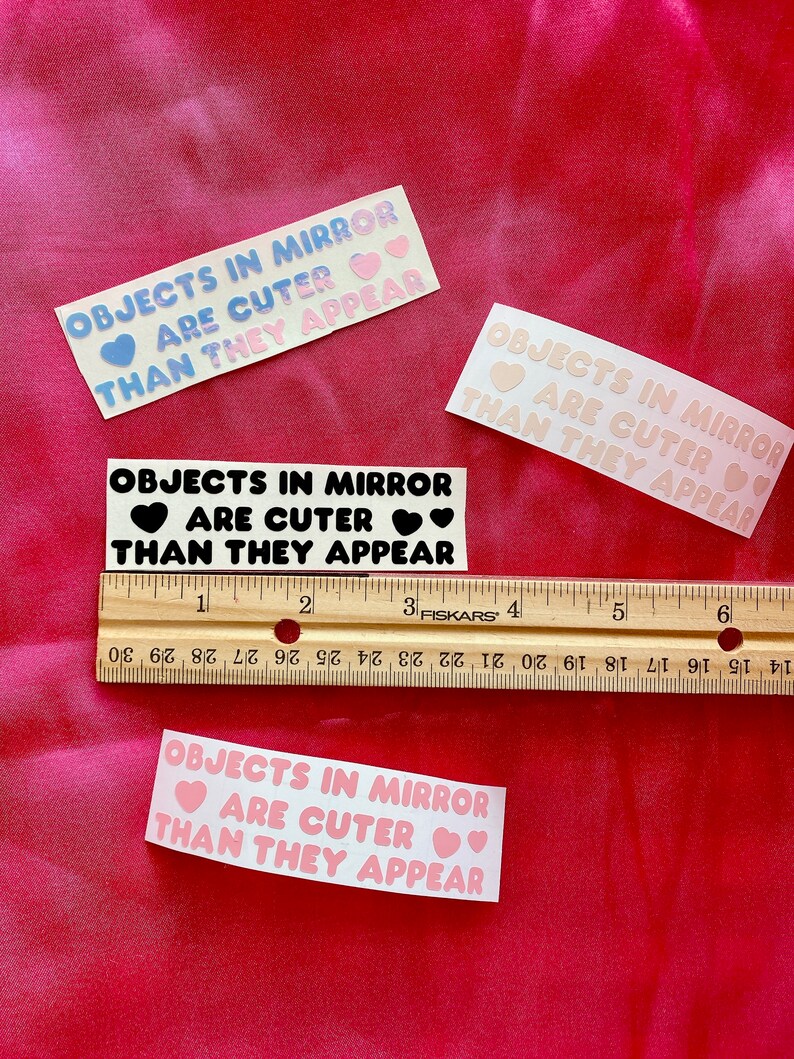 OBJECTS IN MIRROR
ARE CUTER
THAN THEY APPEAR
OBJECTS IN MIRROR
ARE CUTER
THAN THEY APPEAR
OBJECTS IN MIRROR
ARE CUTER
THAN THEY APPEAR
1 2 3 FISKARS® 4 5 6
30 29 28 27 26 25 24 23 22 21 20 19 18 17 16 15 14
OBJECTS IN MIRROR
ARE CUTER
THAN THEY APPEAR